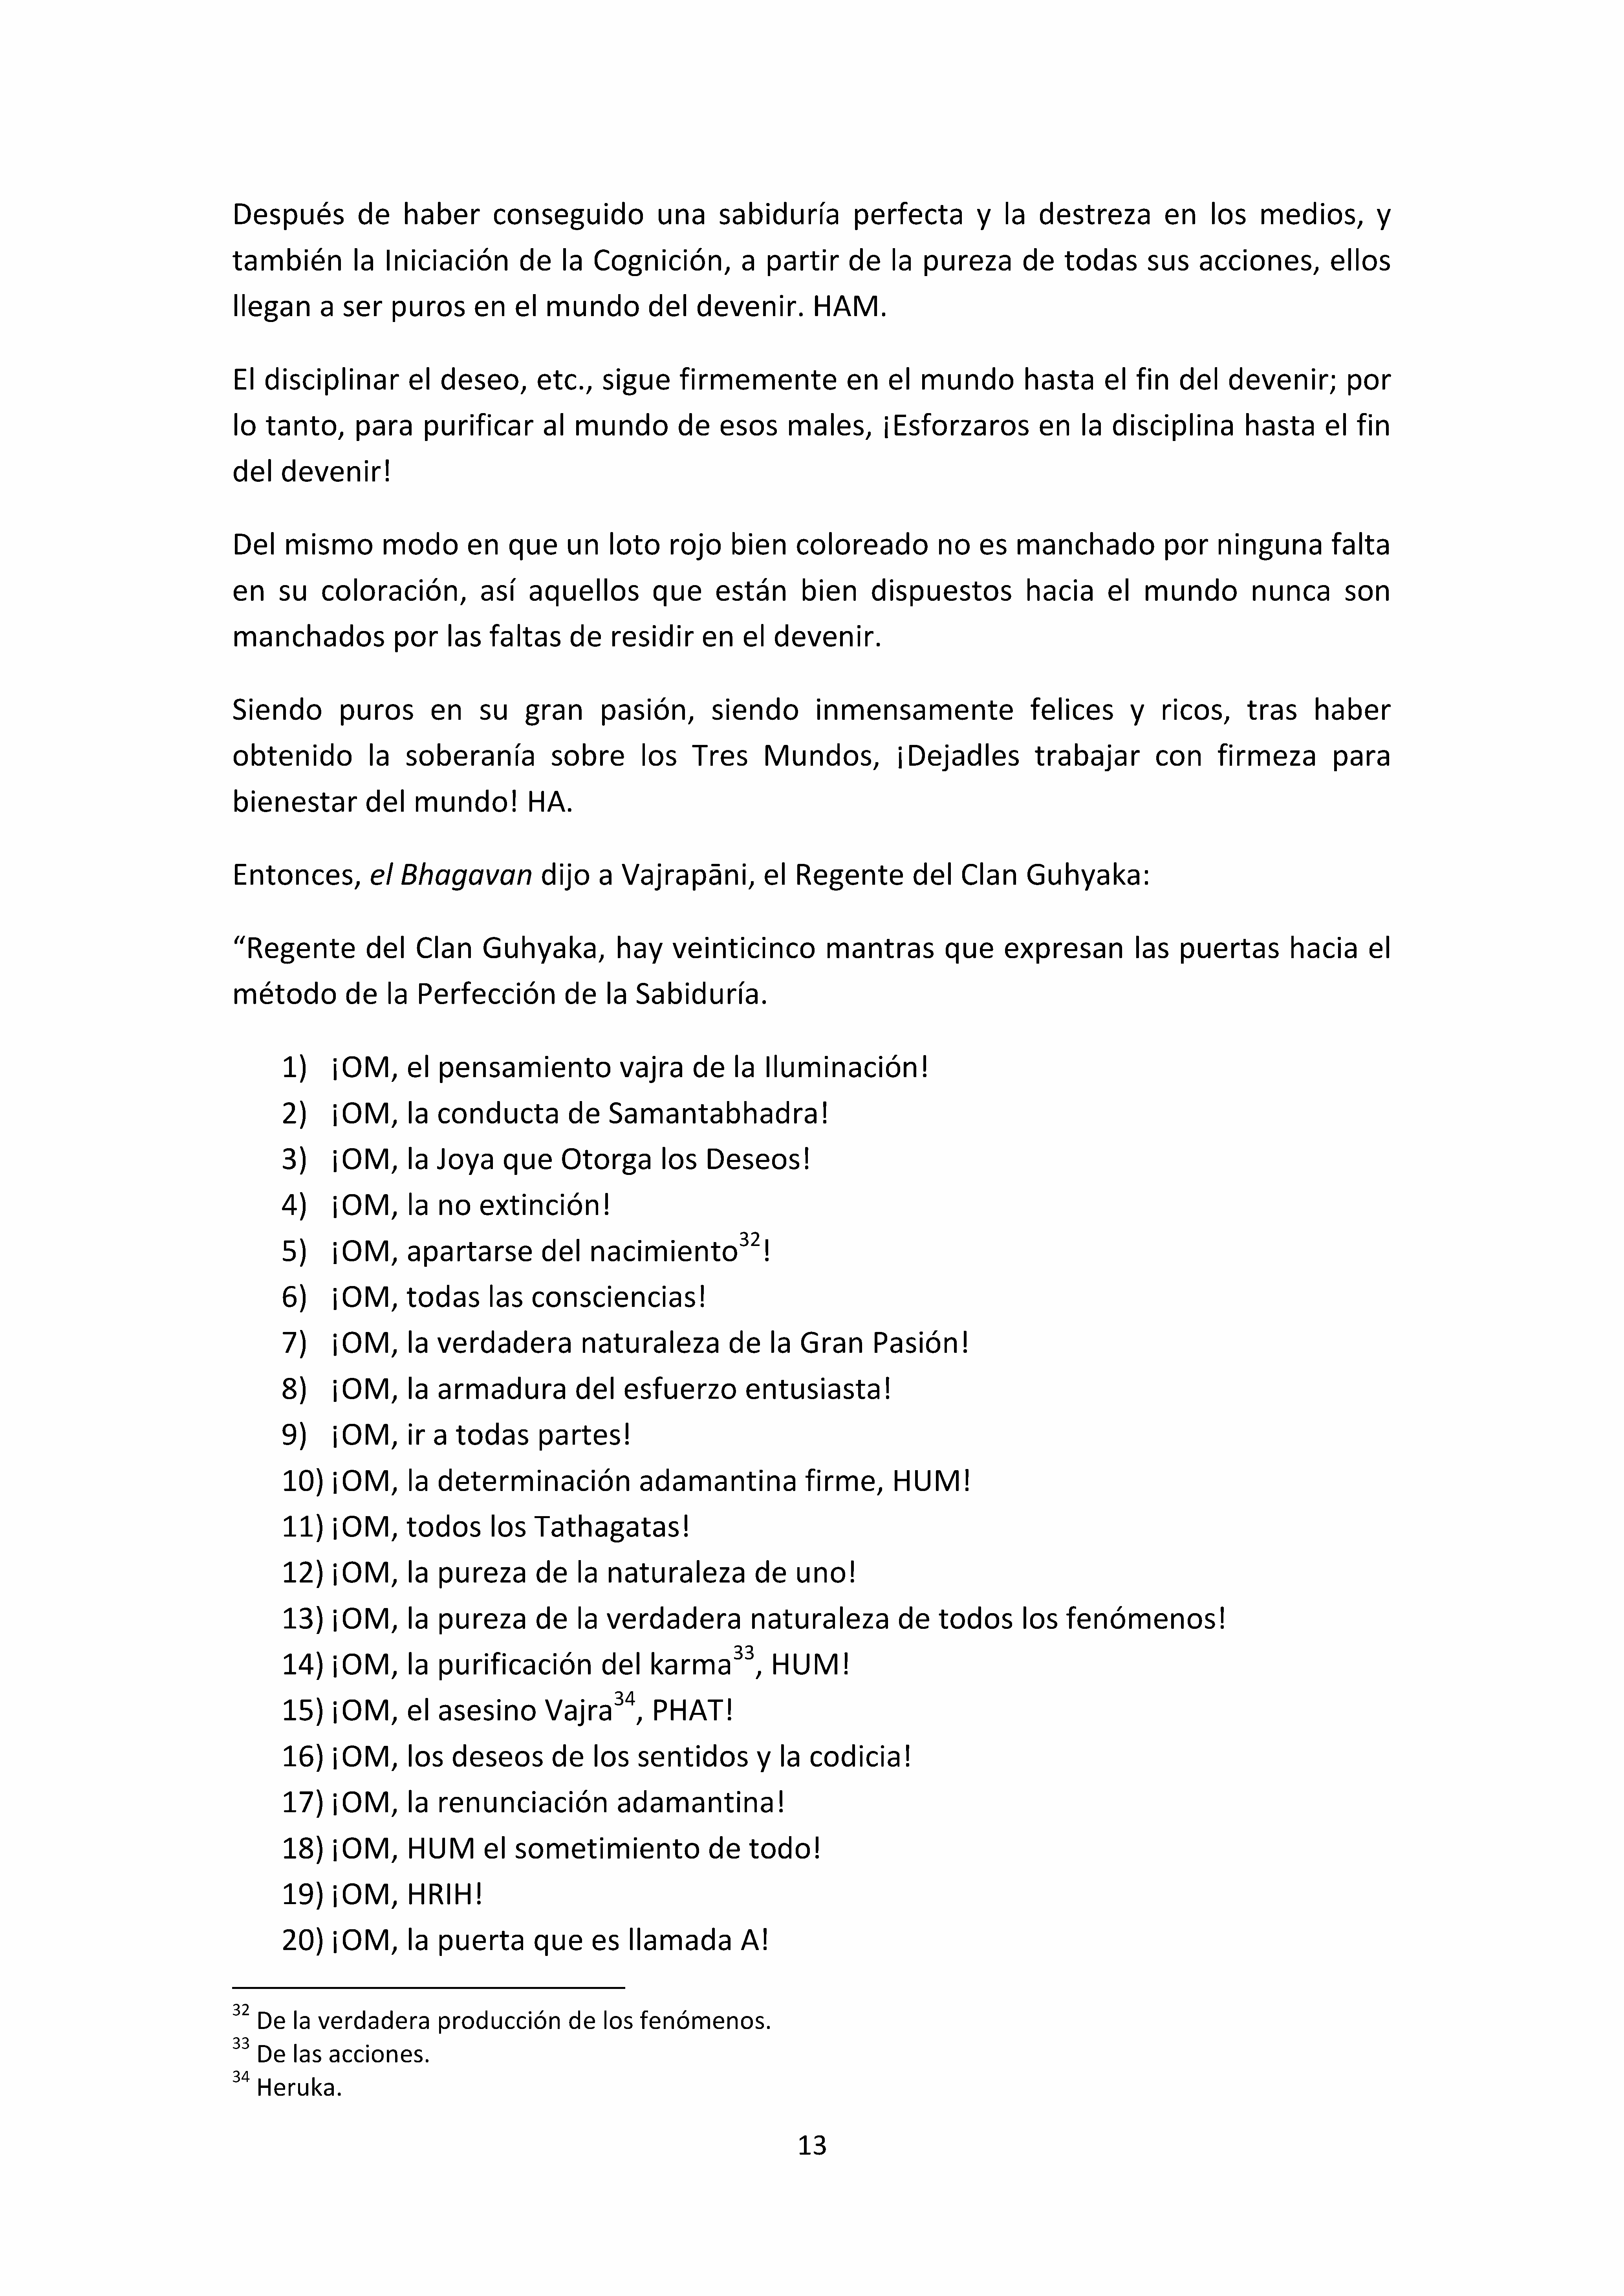 Después de haber conseguido una sabiduría perfecta y la destreza en los medios, y
también la Iniciación de la Cognición, a partir de la pureza de todas sus acciones, ellos
llegan a ser puros en el mundo del devenir. HAM.
El disciplinar el deseo, etc., sigue firmemente en el mundo hasta el fin del devenir; por
lo tanto, para purificar al mundo de esos males, ¡Esforzaros en la disciplina hasta el fin
del devenir!
Del mismo modo en que un loto rojo bien coloreado no es manchado por ninguna falta
en su coloración, así aquellos que están bien dispuestos hacia el mundo nunca son
manchados por las faltas de residir en el devenir.
Siendo puros en su gran pasión, siendo inmensamente felices y ricos, tras haber
obtenido la soberanía sobre los Tres Mundos, ¡Dejadles trabajar con firmeza para
bienestar del mundo! HA.
Entonces, el Bhagavan dijo a Vajrapāni, el Regente del Clan Guhyaka:
“Regente del Clan Guhyaka, hay veinticinco mantras que expresan las puertas hacia el
método de la Perfección de la Sabiduría.
1) ¡OM, el pensamiento vajra de la Iluminación!
2) ¡OM, la conducta de Samantabhadra!
3) ¡OM, la Joya que Otorga los Deseos!
4) ¡OM, la no extinción!
5) ¡OM, apartarse del nacimiento32!
6) ¡OM, todas las consciencias!
7) ¡OM, la verdadera naturaleza de la Gran Pasión!
8) ¡OM, la armadura del esfuerzo entusiasta!
9) ¡OM, ir a todas partes!
10) ¡OM, la determinación adamantina firme, HUM!
11) ¡OM, todos los Tathagatas!
12) ¡OM, la pureza de la naturaleza de uno!
13) ¡OM, la pureza de la verdadera naturaleza de todos los fenómenos!
14) ¡OM, la purificación del karma33, HUM!
15) ¡OM, el asesino Vajra34, PHAT!
16) ¡OM, los deseos de los sentidos y la codicia!
17) ¡OM, la renunciación adamantina!
18) ¡OM, HUM el sometimiento de todo!
19) ¡OM, HRIH!
20) ¡OM, la puerta que es llamada A!
32 De la verdadera producción de los fenómenos.
33 De las acciones.
34 Heruka.
13